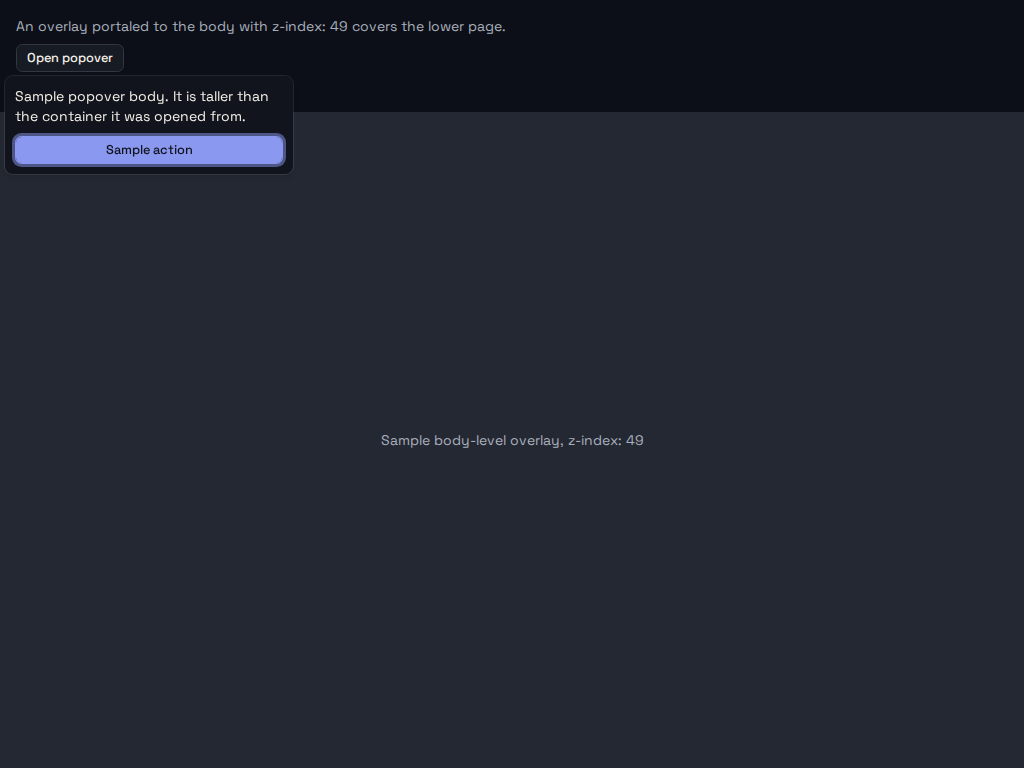 An overlay portaled to the body with z-index: 49 covers the lower page.
Open popover
Sample popover body. It is taller than
the container it was opened from.
Sample action
Sample body-level overlay, z-index: 49